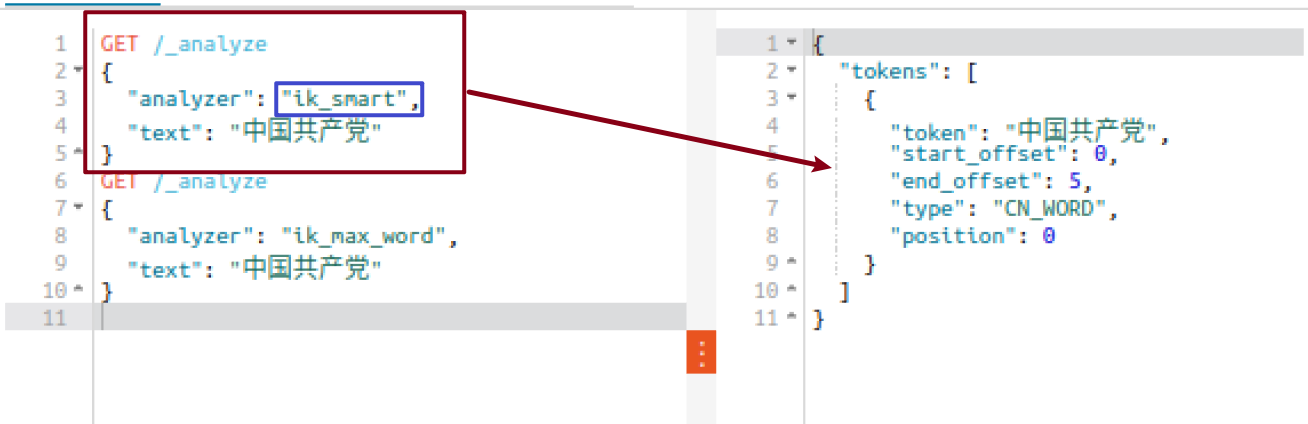 1 GET /_analyze
2 {
3 "analyzer": "ik_smart",
4 "text": "中国共产党"
5 }
6 GET /_analyze
7 {
8 "analyzer": "ik_max_word",
9 "text": "中国共产党"
10 }
11
1 {
2 "tokens": [
3 {
4 "token": "中国共产党",
5 "start_offset": 0,
6 "end_offset": 5,
7 "type": "CN_WORD",
8 "position": 0
9 }
10 ]
11 }